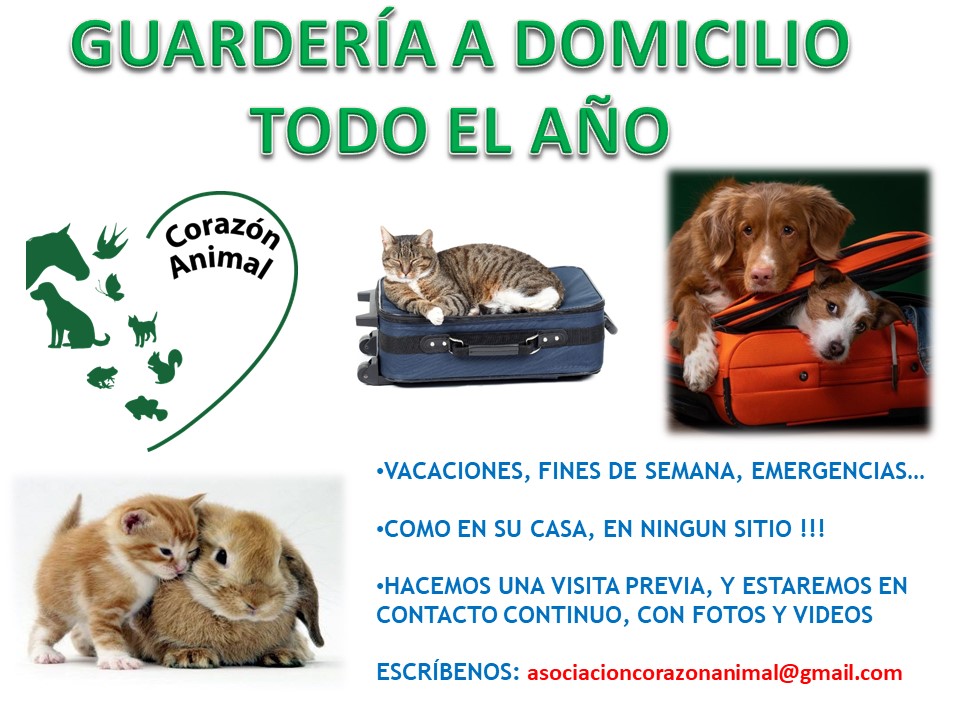 GUARDERÍA A DOMICILIO
TODO EL AÑO
Corazón
Animal
•VACACIONES, FINES DE SEMANA, EMERGENCIAS…
•COMO EN SU CASA, EN NINGUN SITIO !!!
•HACEMOS UNA VISITA PREVIA, Y ESTAREMOS EN
CONTACTO CONTINUO, CON FOTOS Y VIDEOS
ESCRÍBENOS: asociacioncorazonanimal@gmail.com